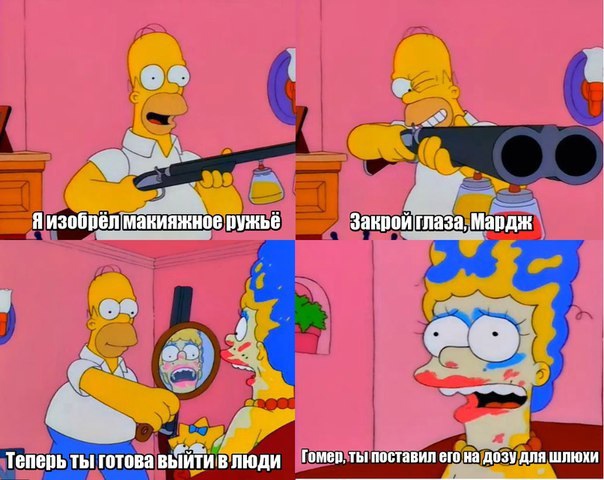 Я изобрёл макияжное ружьё
Закрой глаза, Мардж
Теперь ты готова выйти в люди
Гомер, ты поставил его на дозу для шлюхи